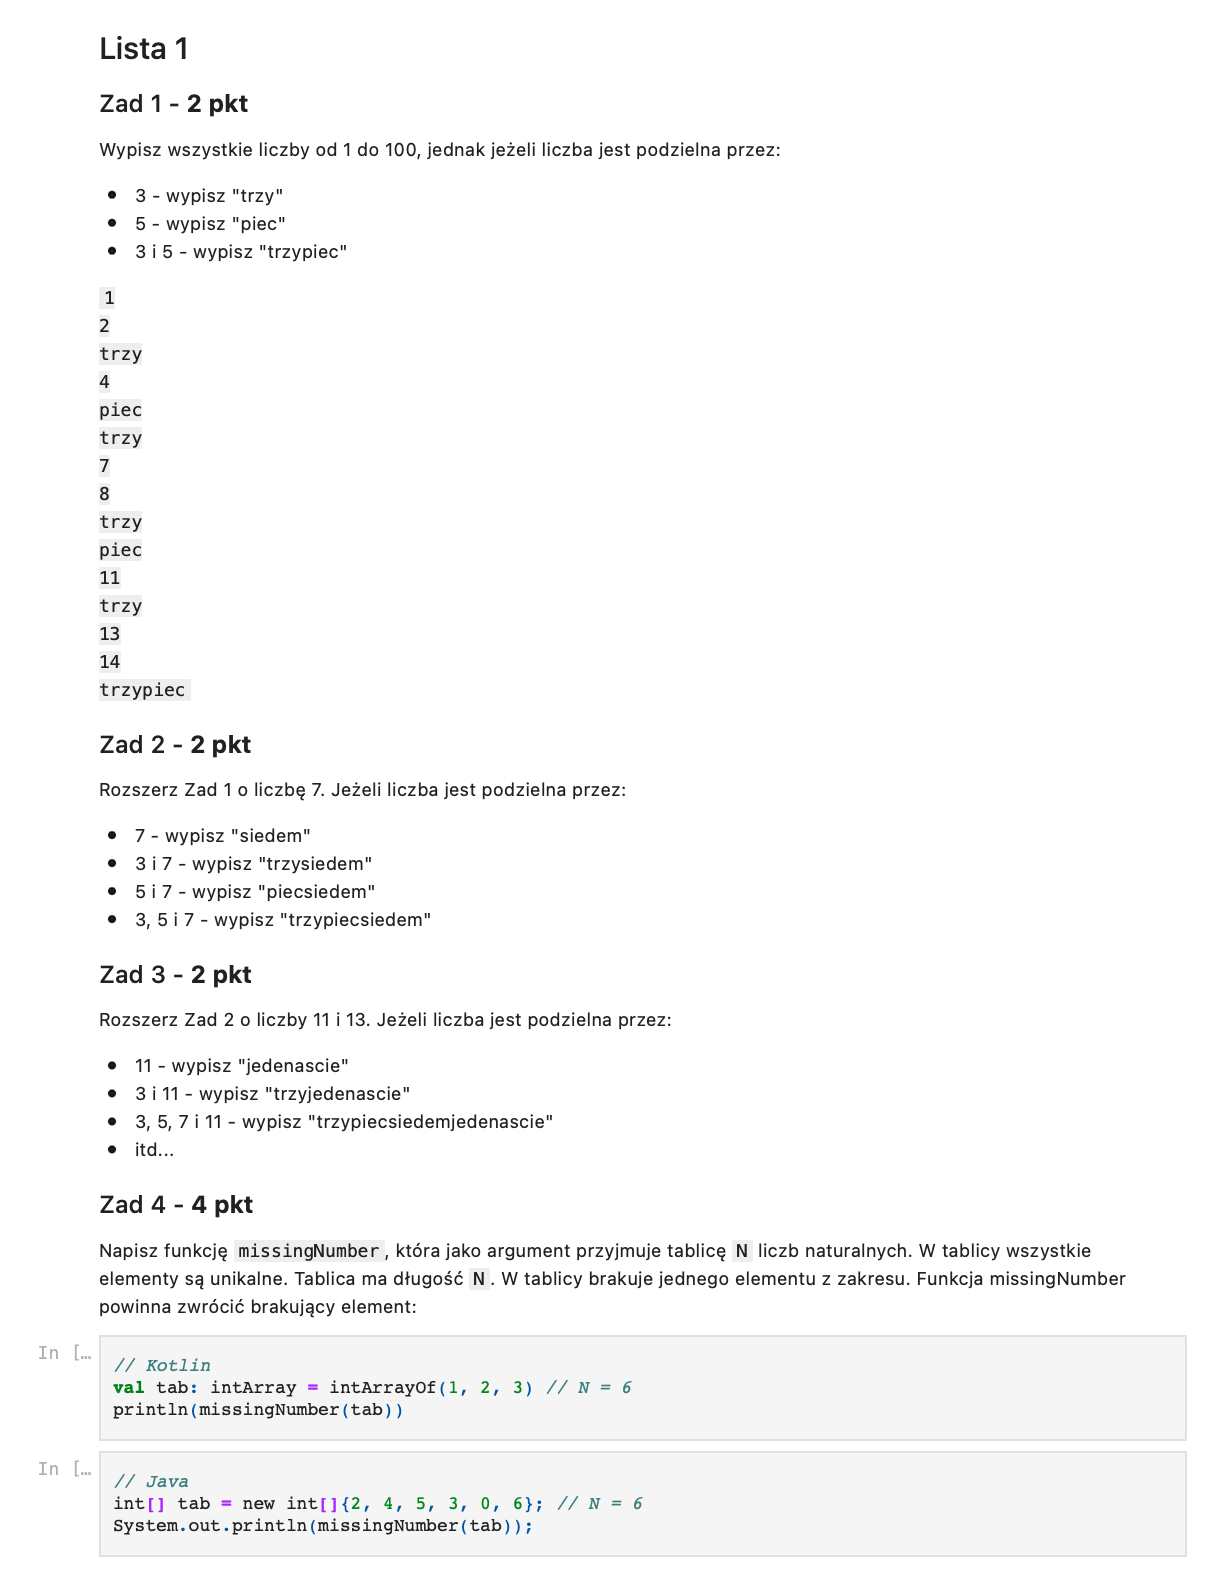 Lista 1
Zad 1 - 2 pkt
Wypisz wszystkie liczby od 1 do 100, jednak jeżeli liczba jest podzielna przez:
• 3 - wypisz "trzy"
• 5 - wypisz "piec"
• 3 i 5 - wypisz "trzypiec"
1
2
trzy
4
piec
trzy
7
8
trzy
piec
11
trzy
13
14
trzypiec
Zad 2 - 2 pkt
Rozszerz Zad 1 o liczbę 7. Jeżeli liczba jest podzielna przez:
• 7 - wypisz "siedem"
• 3 i 7 - wypisz "trzysiedem"
• 5 i 7 - wypisz "piecsiedem"
• 3, 5 i 7 - wypisz "trzypiecsiedem"
Zad 3 - 2 pkt
Rozszerz Zad 2 o liczby 11 i 13. Jeżeli liczba jest podzielna przez:
• 11 - wypisz "jedenascie"
• 3 i 11 - wypisz "trzyjedenascie"
• 3, 5, 7 i 11 - wypisz "trzypiecsiedemjedenascie"
• itd...
Zad 4 - 4 pkt
Napisz funkcję missingNumber, która jako argument przyjmuje tablicę N liczb naturalnych. W tablicy wszystkie
elementy są unikalne. Tablica ma długość N. W tablicy brakuje jednego elementu z zakresu. Funkcja missingNumber
powinna zwrócić brakujący element:
In […
// Kotlin
val tab: intArray = intArrayOf(1, 2, 3) // N = 6
println(missingNumber(tab))
In […
// Java
int[] tab = new int[]{2, 4, 5, 3, 0, 6}; // N = 6
System.out.println(missingNumber(tab));